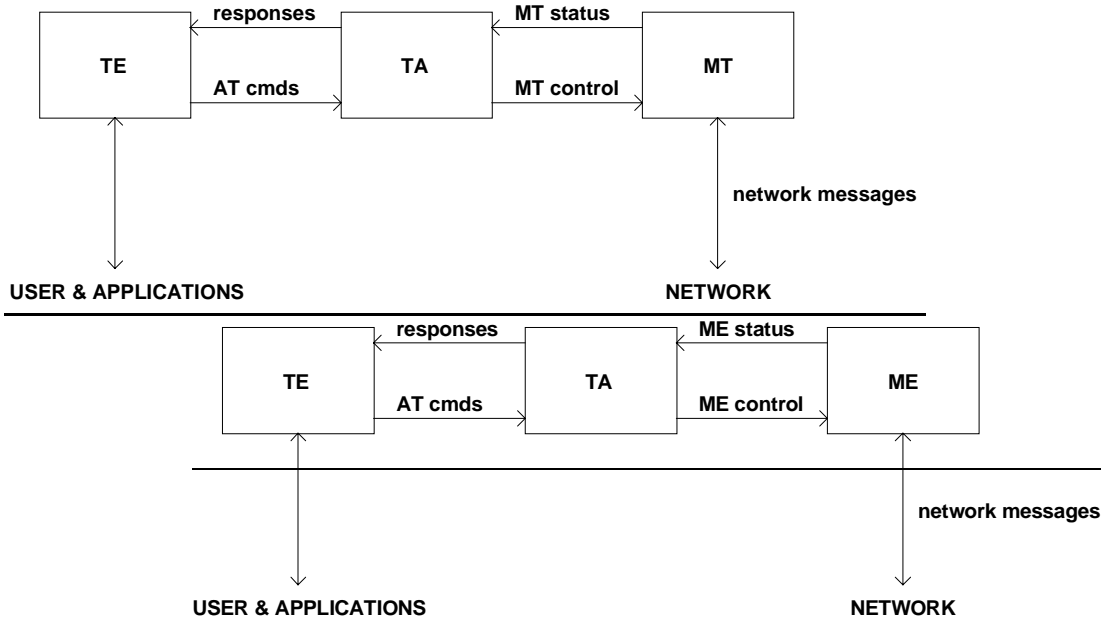 responses
MT status
TE
TA
MT
AT cmds
MT control
network messages
USER & APPLICATIONS
NETWORK
responses
ME status
TE
TA
ME
AT cmds
ME control
network messages
USER & APPLICATIONS
NETWORK